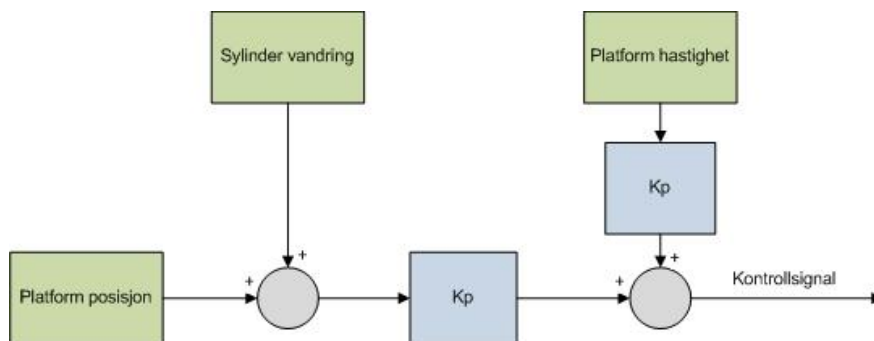 Sylinder vandring
Platform hastighet
Kp
+
+
Platform posisjon
+
Kp
+
Kontrollsignal